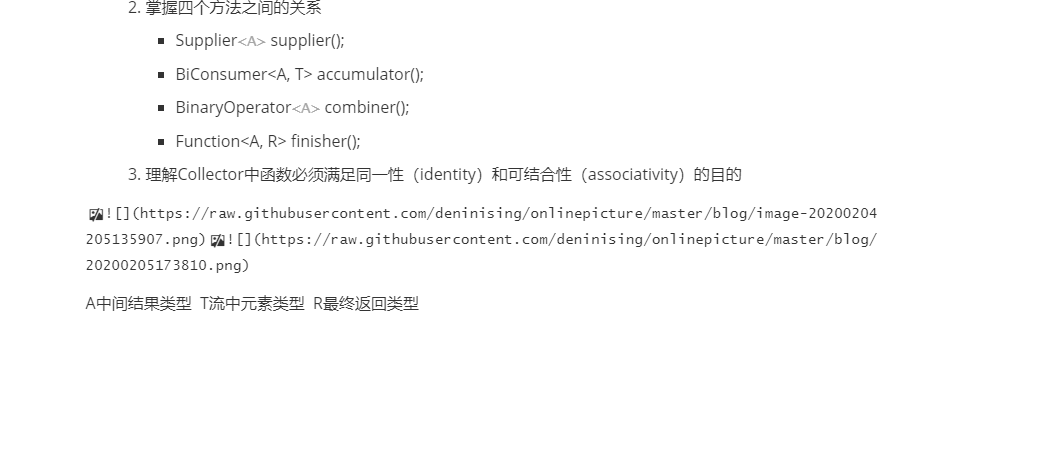 2. 掌握四个方法之间的关系
Supplier<A> supplier();
BiConsumer<A, T> accumulator();
BinaryOperator<A> combiner();
Function<A, R> finisher();
3. 理解Collector中函数必须满足同一性（identity）和可结合性（associativity）的目的
![](https://raw.githubusercontent.com/deninising/onlinepicture/master/blog/image-20200204
205135907.png) ![](https://raw.githubusercontent.com/deninising/onlinepicture/master/blog/
20200205173810.png)
A中间结果类型 T流中元素类型 R最终返回类型